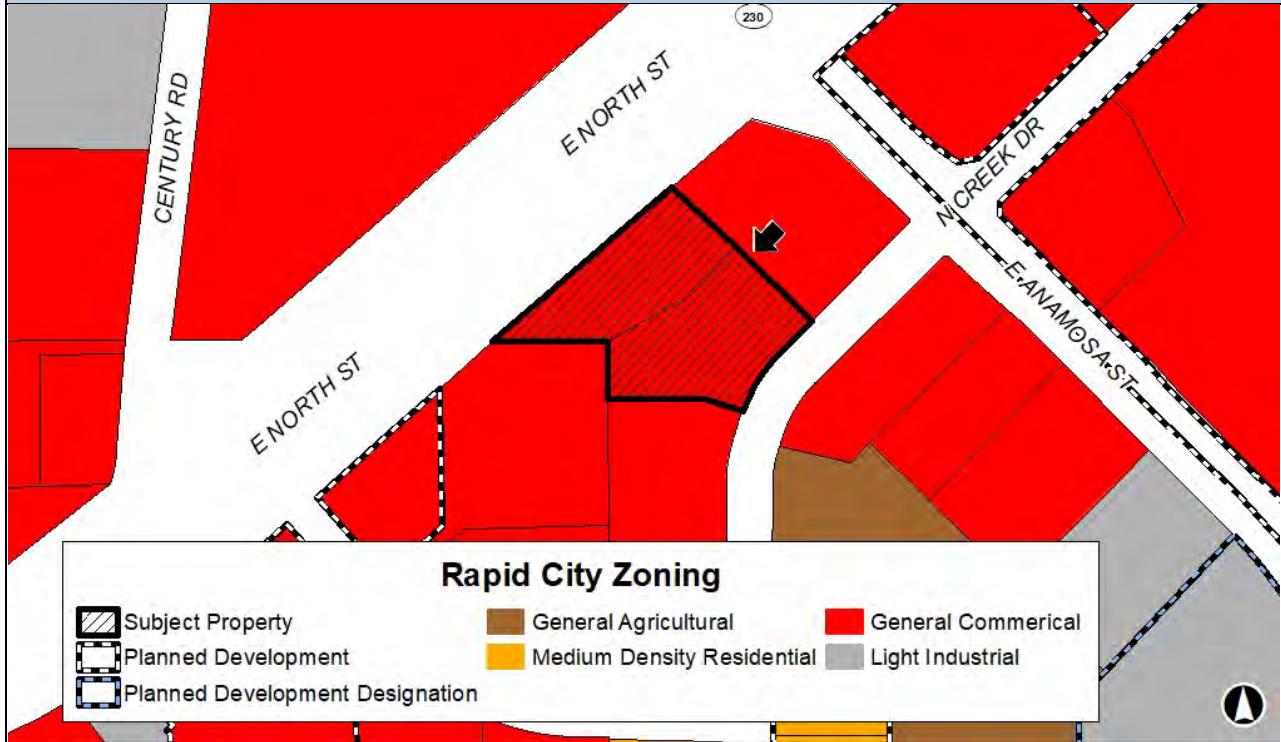 230
CENTURY RD
E NORTH ST
N CREEK DR
E ANAMOSA ST
E NORTH ST
Rapid City Zoning
Subject Property
General Agricultural
General Commerical
Planned Development
Medium Density Residential
Light Industrial
Planned Development Designation